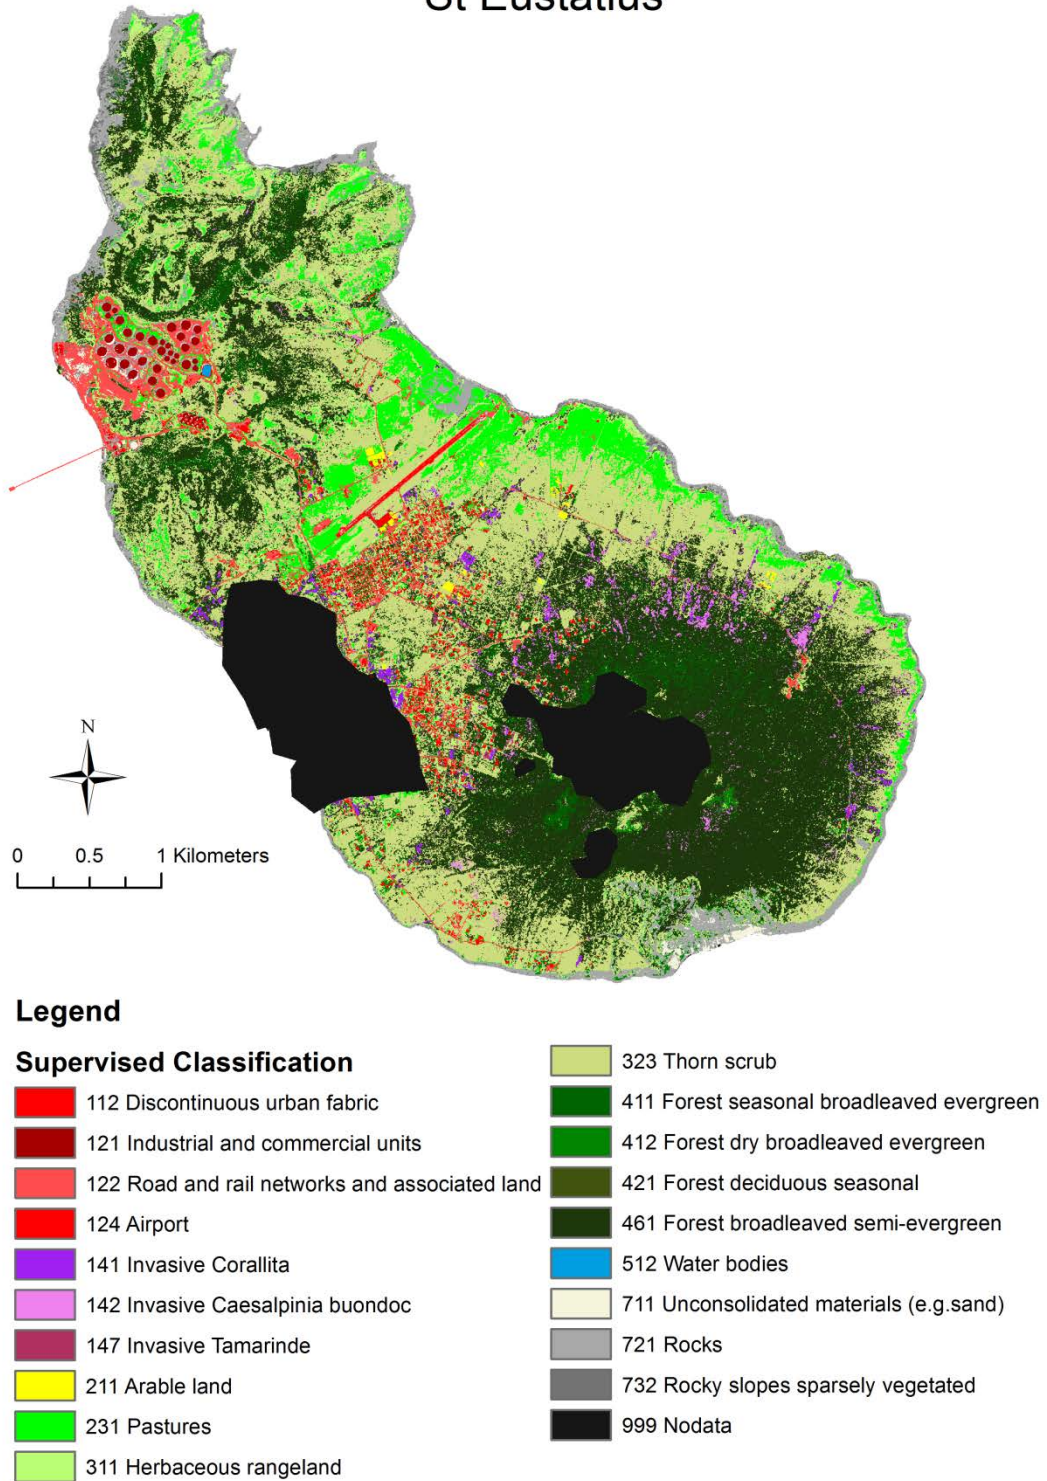 St Eustatius
N
0 0.5 1 Kilometers
Legend
Supervised Classification
112 Discontinuous urban fabric
121 Industrial and commercial units
122 Road and rail networks and associated land
124 Airport
141 Invasive Corallita
142 Invasive Caesalpinia buondoc
147 Invasive Tamarinde
211 Arable land
231 Pastures
311 Herbaceous rangeland
323 Thorn scrub
411 Forest seasonal broadleaved evergreen
412 Forest dry broadleaved evergreen
421 Forest deciduous seasonal
461 Forest broadleaved semi-evergreen
512 Water bodies
711 Unconsolidated materials (e.g.sand)
721 Rocks
732 Rocky slopes sparsely vegetated
999 Nodata